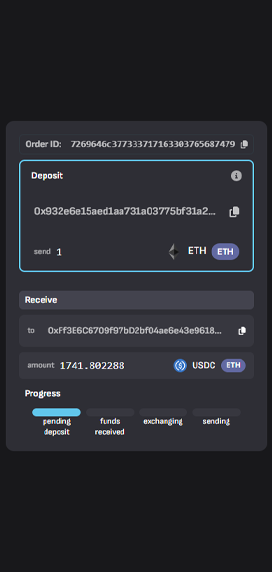 Order ID: 7269646c37733717163303765687479
Deposit
0x932e6e15aed1aa731a03775bf31a2...
send 1 ETH ETH
Receive
to 0xFf3E6C6709f97bD2bf04ae6e43e9618...
amount 1741.802288 USDC ETH
Progress
pending deposit
funds received
exchanging
sending